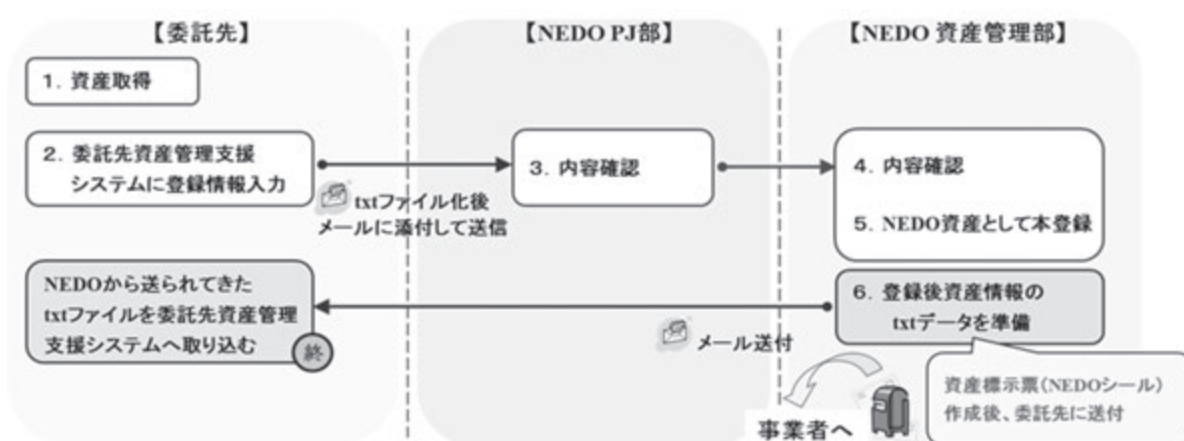 【委託先】
【NEDO PJ部】
【NEDO 資産管理部】
1. 資産取得
2. 委託先資産管理支援
システムに登録情報入力
txtファイル化後
メールに添付して送信
3. 内容確認
4. 内容確認
5. NEDO資産として本登録
6. 登録後資産情報の
txtデータを準備
メール送付
NEDOから送られてきた
txtファイルを委託先資産管理
支援システムへ取り込む
終
資産標示票(NEDOシール)
作成後、委託先に送付
事業者へ